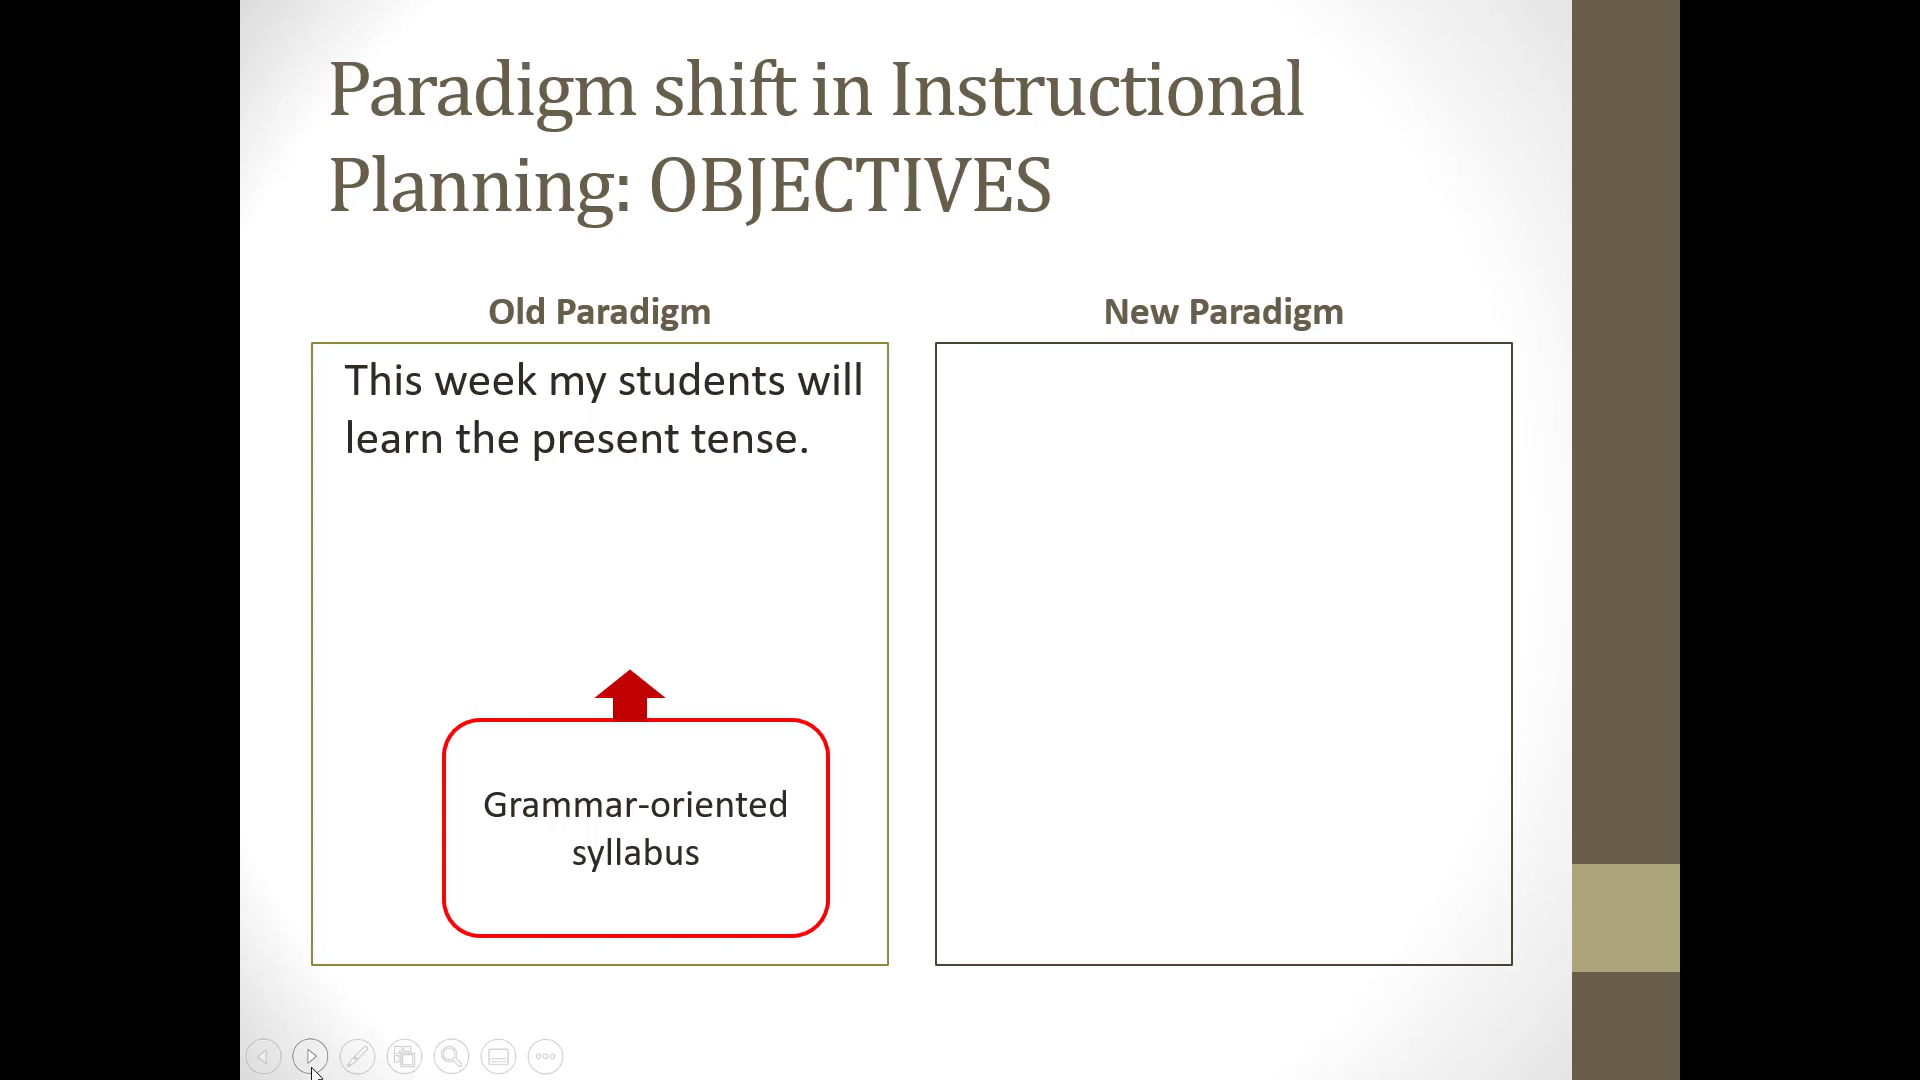 Paradigm shift in Instructional
Planning: OBJECTIVES
Old Paradigm
This week my students will
learn the present tense.
Grammar-oriented
syllabus
New Paradigm